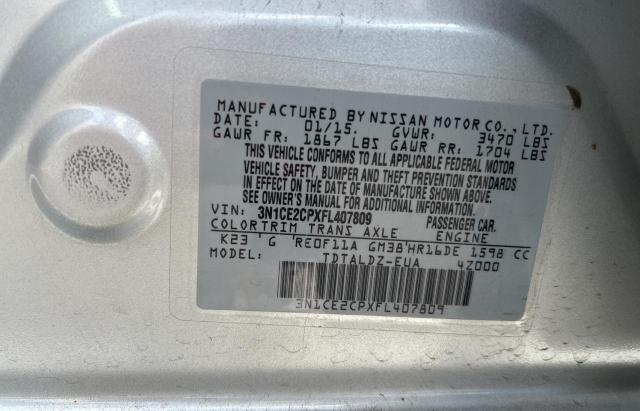 MANUFACTURED BY NISSAN MOTOR CO., LTD.
DATE: 01/15. GVWR: 3470 LBS
GAWR FR: 1867 LBS GAWR RR: 1704 LBS
THIS VEHICLE CONFORMS TO ALL APPLICABLE FEDERAL MOTOR
VEHICLE SAFETY, BUMPER AND THEFT PREVENTION STANDARDS
IN EFFECT ON THE DATE OF MANUFACTURE SHOWN ABOVE.
SEE OWNER'S MANUAL FOR ADDITIONAL INFORMATION.
VIN: 3N1CE2CPXFL407809 PASSENGER CAR.
COLOR TRIM TRANS AXLE ENGINE
K23 'G 'RE0F11A GM38'HR16DE 1598 CC
MODEL: TDTALDZ-EUA 4Z000
3N1CE2CPXFL407809